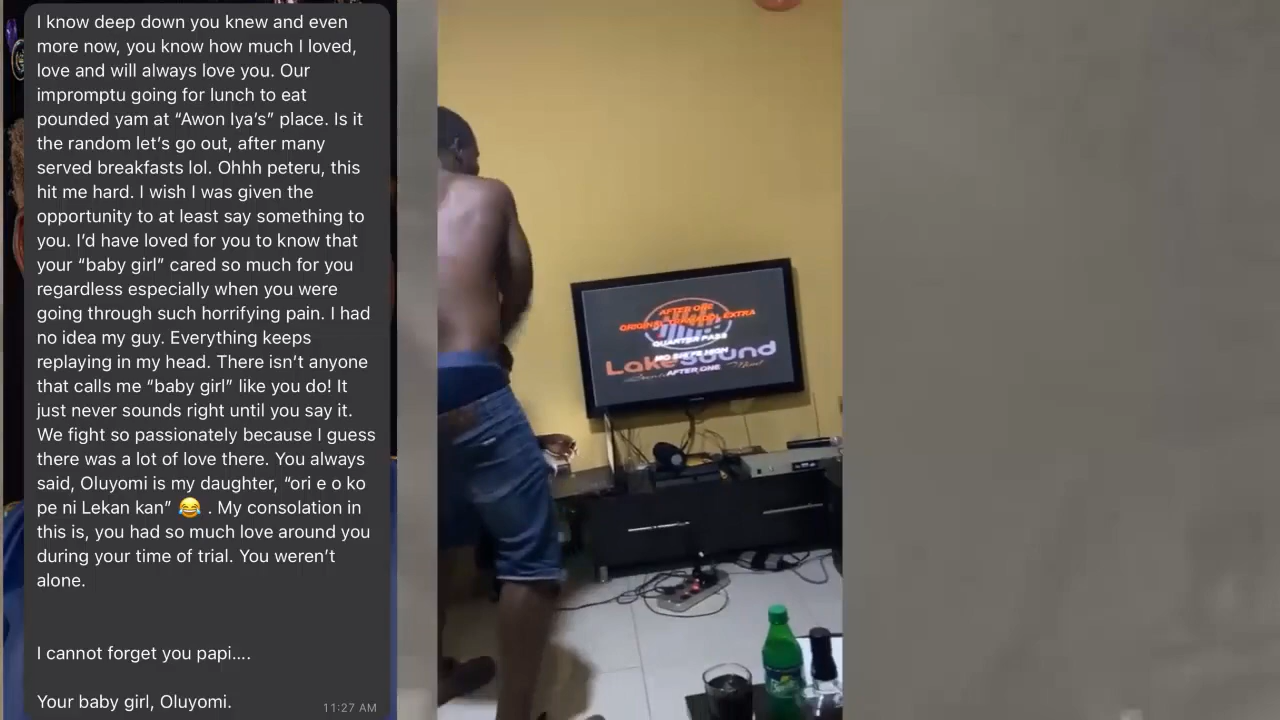 I know deep down you knew and even
more now, you know how much I loved,
love and will always love you. Our
impromptu going for lunch to eat
pounded yam at “Awon Iya’s” place. Is it
the random let’s go out, after many
served breakfasts lol. Ohhh peteru, this
hit me hard. I wish I was given the
opportunity to at least say something to
you. I’d have loved for you to know that
your “baby girl” cared so much for you
regardless especially when you were
going through such horrifying pain. I had
no idea my guy. Everything keeps
replaying in my head. There isn’t anyone
that calls me “baby girl” like you do! It
just never sounds right until you say it.
We fight so passionately because I guess
there was a lot of love there. You always
said, Oluyomi is my daughter, “ori e o ko
pe ni Lekan kan” 😂 . My consolation in
this is, you had so much love around you
during your time of trial. You weren’t
alone.
I cannot forget you papi....
Your baby girl, Oluyomi.
11:27 AM
AFTER ONE
ORIGINAL EXTRA
QUARTER PASS
LakeSound
AFTER ONE